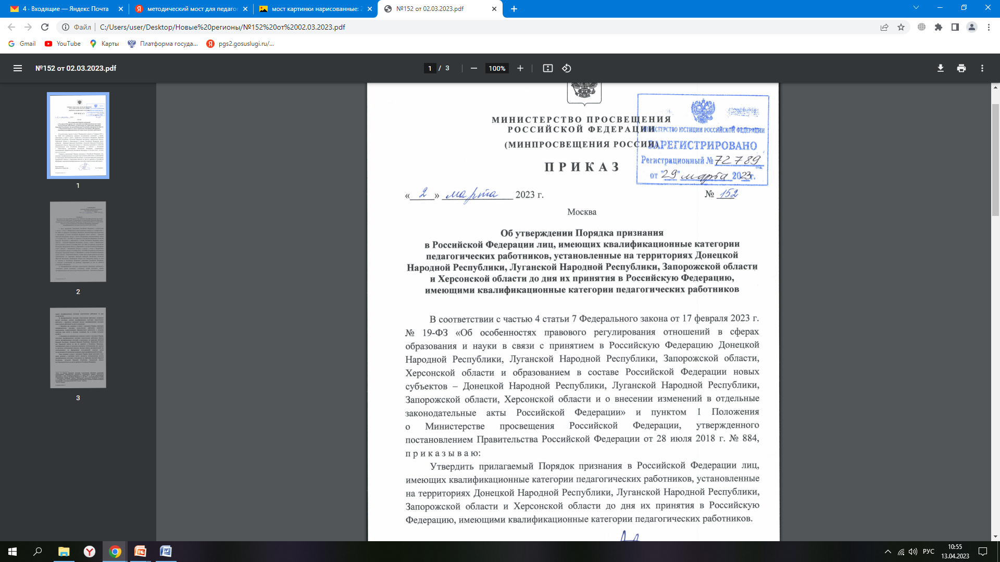 4 · Входящие — Яндекс Почта
методический мост для педагог
мост картинки нарисованные: 2
№152 от 02.03.2023.pdf
Файл
C:/Users/user/Desktop/Новые%20регионы/№152%20от%2002.03.2023.pdf
Gmail
YouTube
Карты
Платформа госуда...
pgs2.gosuslugi.ru/...
№152 от 02.03.2023.pdf
1 / 3
100%
1
2
3
МИНИСТЕРСТВО ПРОСВЕЩЕНИЯ
РОССИЙСКОЙ ФЕДЕРАЦИИ
(МИНПРОСВЕЩЕНИЯ РОССИИ)
ПРИКАЗ
МИНИСТЕРСТВО ЮСТИЦИИ РОССИЙСКОЙ ФЕДЕРАЦИИ
ЗАРЕГИСТРИРОВАНО
Регистрационный № 72789
от "29" марта 2023г.
«2» марта 2023 г.
№ 152
Москва
Об утверждении Порядка признания
в Российской Федерации лиц, имеющих квалификационные категории
педагогических работников, установленные на территориях Донецкой
Народной Республики, Луганской Народной Республики, Запорожской области
и Херсонской области до дня их принятия в Российскую Федерацию,
имеющими квалификационные категории педагогических работников
В соответствии с частью 4 статьи 7 Федерального закона от 17 февраля 2023 г.
№ 19-ФЗ «Об особенностях правового регулирования отношений в сферах
образования и науки в связи с принятием в Российскую Федерацию Донецкой
Народной Республики, Луганской Народной Республики, Запорожской области,
Херсонской области и образованием в составе Российской Федерации новых
субъектов – Донецкой Народной Республики, Луганской Народной Республики,
Запорожской области, Херсонской области и о внесении изменений в отдельные
законодательные акты Российской Федерации» и пунктом 1 Положения
о Министерстве просвещения Российской Федерации, утвержденного
постановлением Правительства Российской Федерации от 28 июля 2018 г. № 884,
п р и к а з ы в а ю:
Утвердить прилагаемый Порядок признания в Российской Федерации лиц,
имеющих квалификационные категории педагогических работников, установленные
на территориях Донецкой Народной Республики, Луганской Народной Республики,
Запорожской области и Херсонской области до дня их принятия в Российскую
Федерацию, имеющими квалификационные категории педагогических работников.
РУС
10:55
13.04.2023